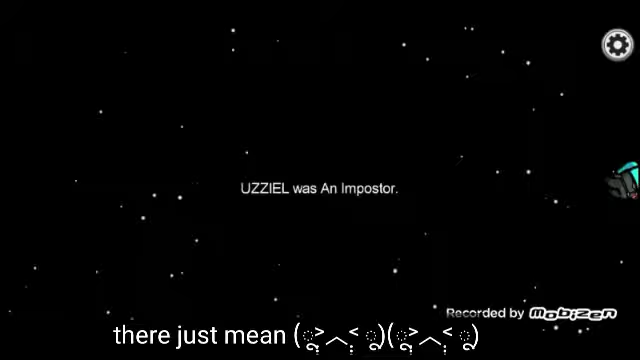 UZZIEL was An Impostor.
Recorded by Mobizen
there just mean (ृ˃̣̣̥︿˂̣̣̥ ृ)(ृ˃̣̣̥︿˂̣̣̥ ृ)